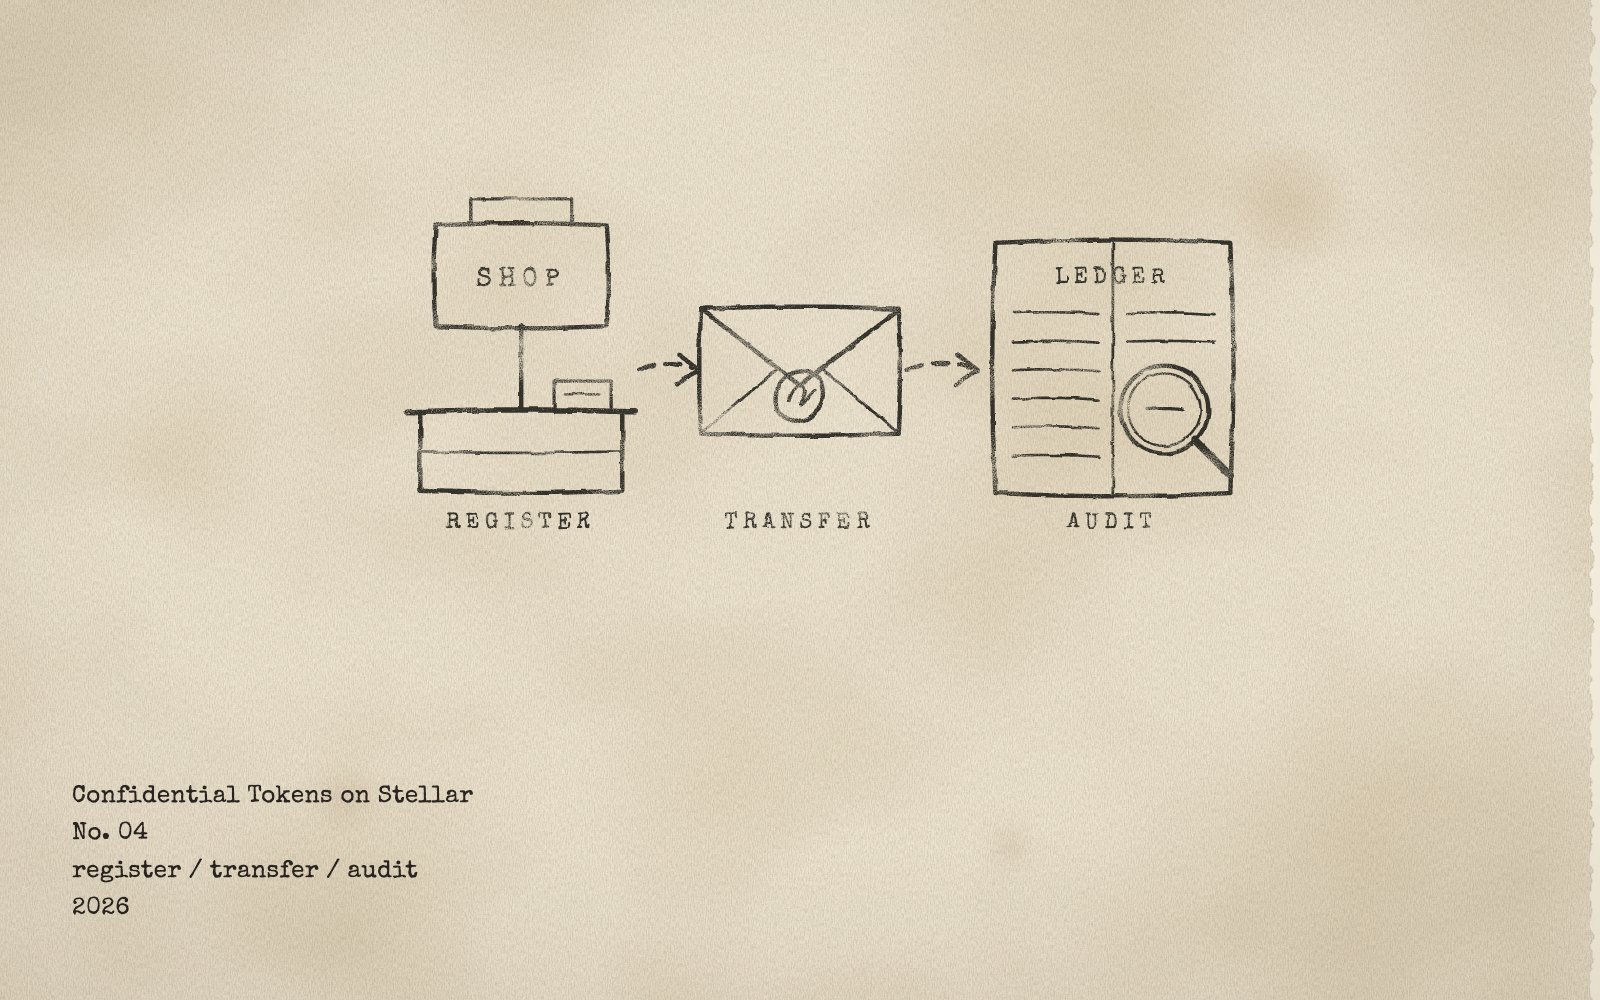 SHOP
LEDGER
REGISTER
TRANSFER
AUDIT
Confidential Tokens on Stellar
No. 04
register / transfer / audit
2026